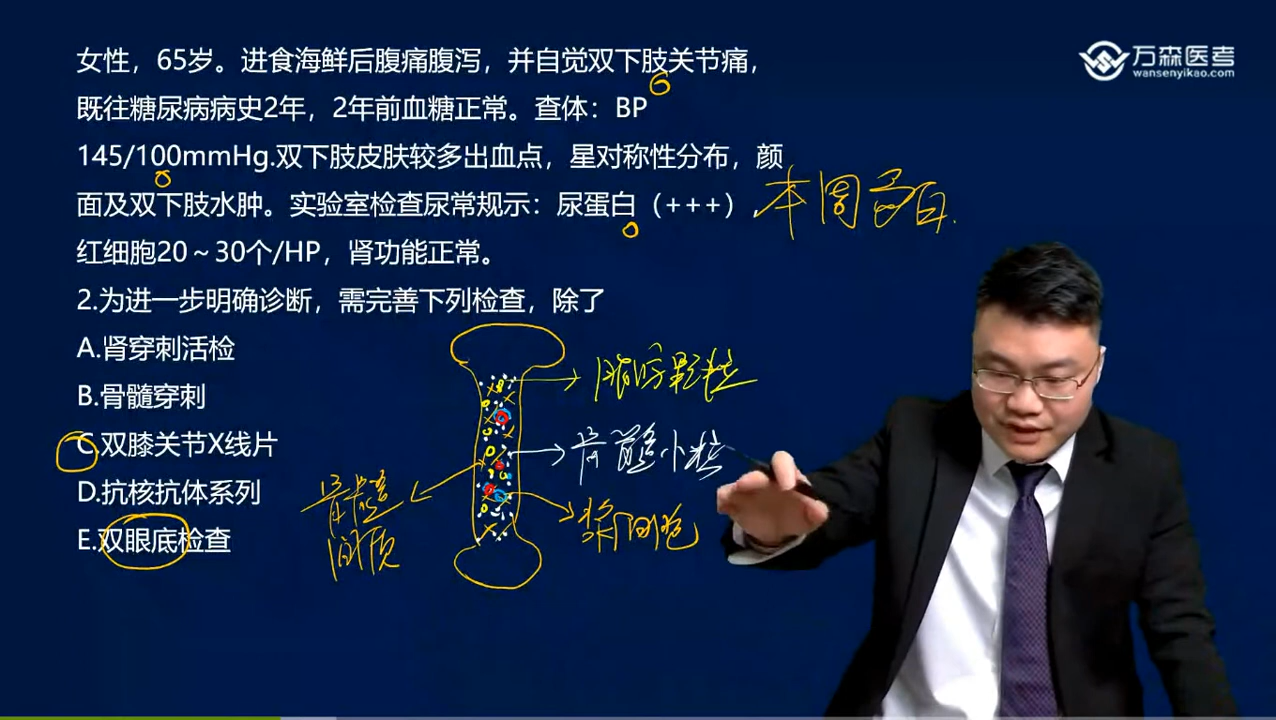 万森医考
wansenyikao.com
女性，65岁。进食海鲜后腹痛腹泻，并自觉双下肢关节痛，
既往糖尿病病史2年，2年前血糖正常。查体：BP
145/100mmHg.双下肢皮肤较多出血点，呈对称性分布，颜
面及双下肢水肿。实验室检查尿常规示：尿蛋白（+++），
红细胞20～30个/HP，肾功能正常。
本周蛋白.
2.为进一步明确诊断，需完善下列检查，除了
A.肾穿刺活检
B.骨髓穿刺
C.双膝关节X线片
D.抗核抗体系列
E.双眼底检查
脂肪颗粒
骨髓小粒
浆细胞
骨髓
间质